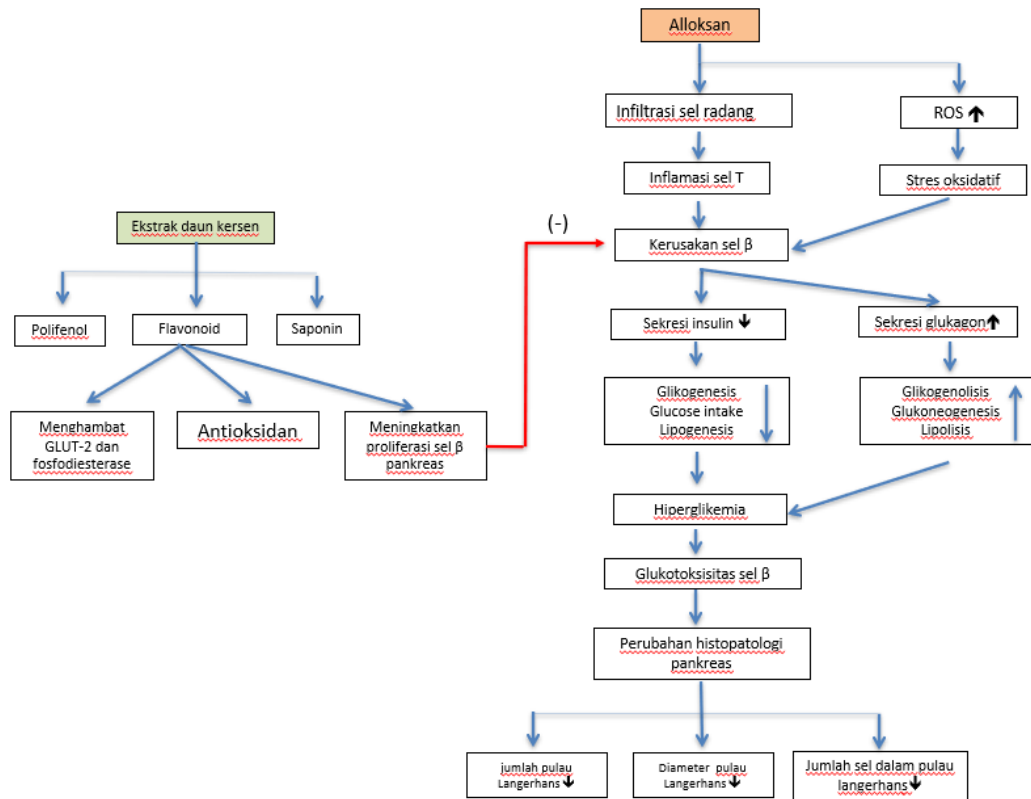 Alloksan
Infiltrasi sel radang
ROS ↑
Inflamasi sel T
Stres oksidatif
Ekstrak daun kersen
(-)
Kerusakan sel β
Polifenol
Flavonoid
Saponin
Sekresi insulin ↓
Sekresi glukagon ↑
Menghambat
GLUT-2 dan
fosfodiesterase
Antioksidan
Meningkatkan
proliferasi sel β
pankreas
Glikogenesis
Glucose intake
Lipogenesis
Glikogenolisis
Glukoneogenesis
Lipolisis
Hiperglikemia
Glukotoksisitas sel β
Perubahan histopatologi
pankreas
jumlah pulau
Langerhans ↓
Diameter pulau
Langerhans ↓
Jumlah sel dalam pulau
langerhans ↓